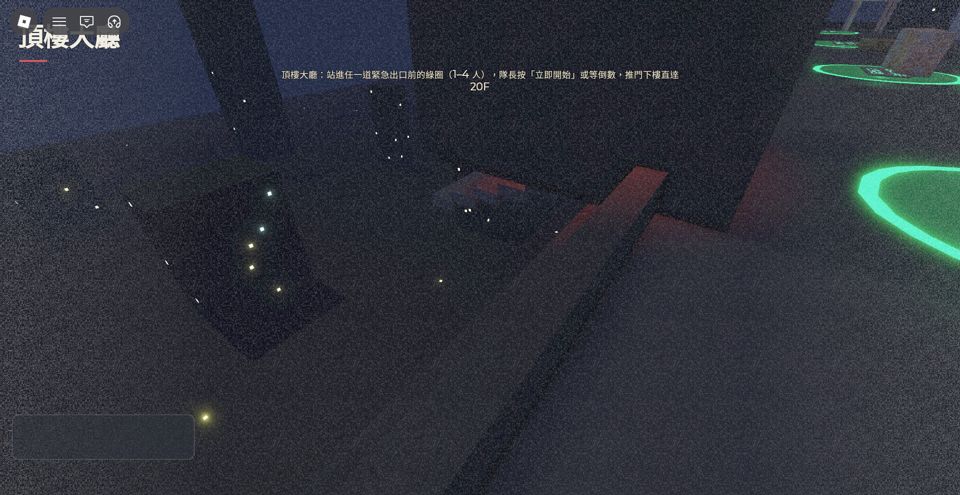 頂樓大廳
頂樓大廳：站進任一道緊急出口前的綠圈（1–4 人），隊長按「立即開始」或等倒數，推門下樓直達
20F